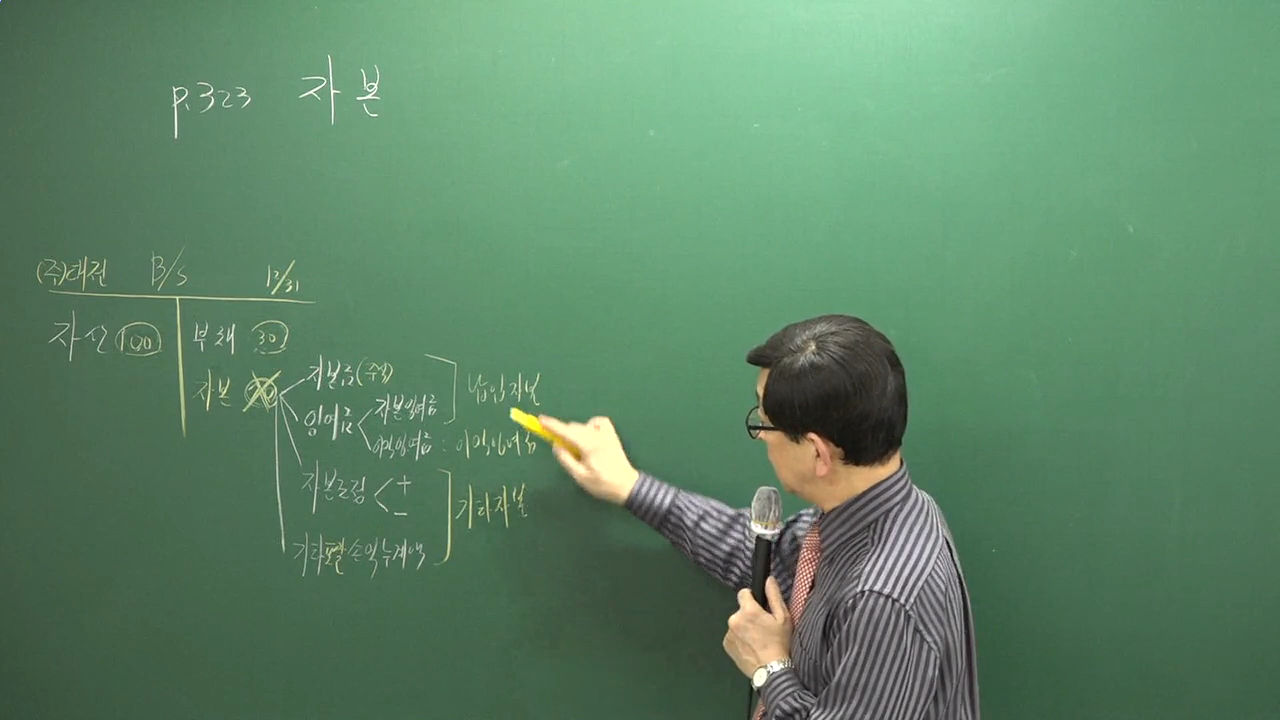 p.323 자본
(주)대전 B/S 12/31
자산 100 부채 30
자본
자본금(주식)
잉여금 자본잉여금 납입자본
이익잉여금 : 이익잉여금
자본조정 + − 기타자본
기타포괄손익누계액